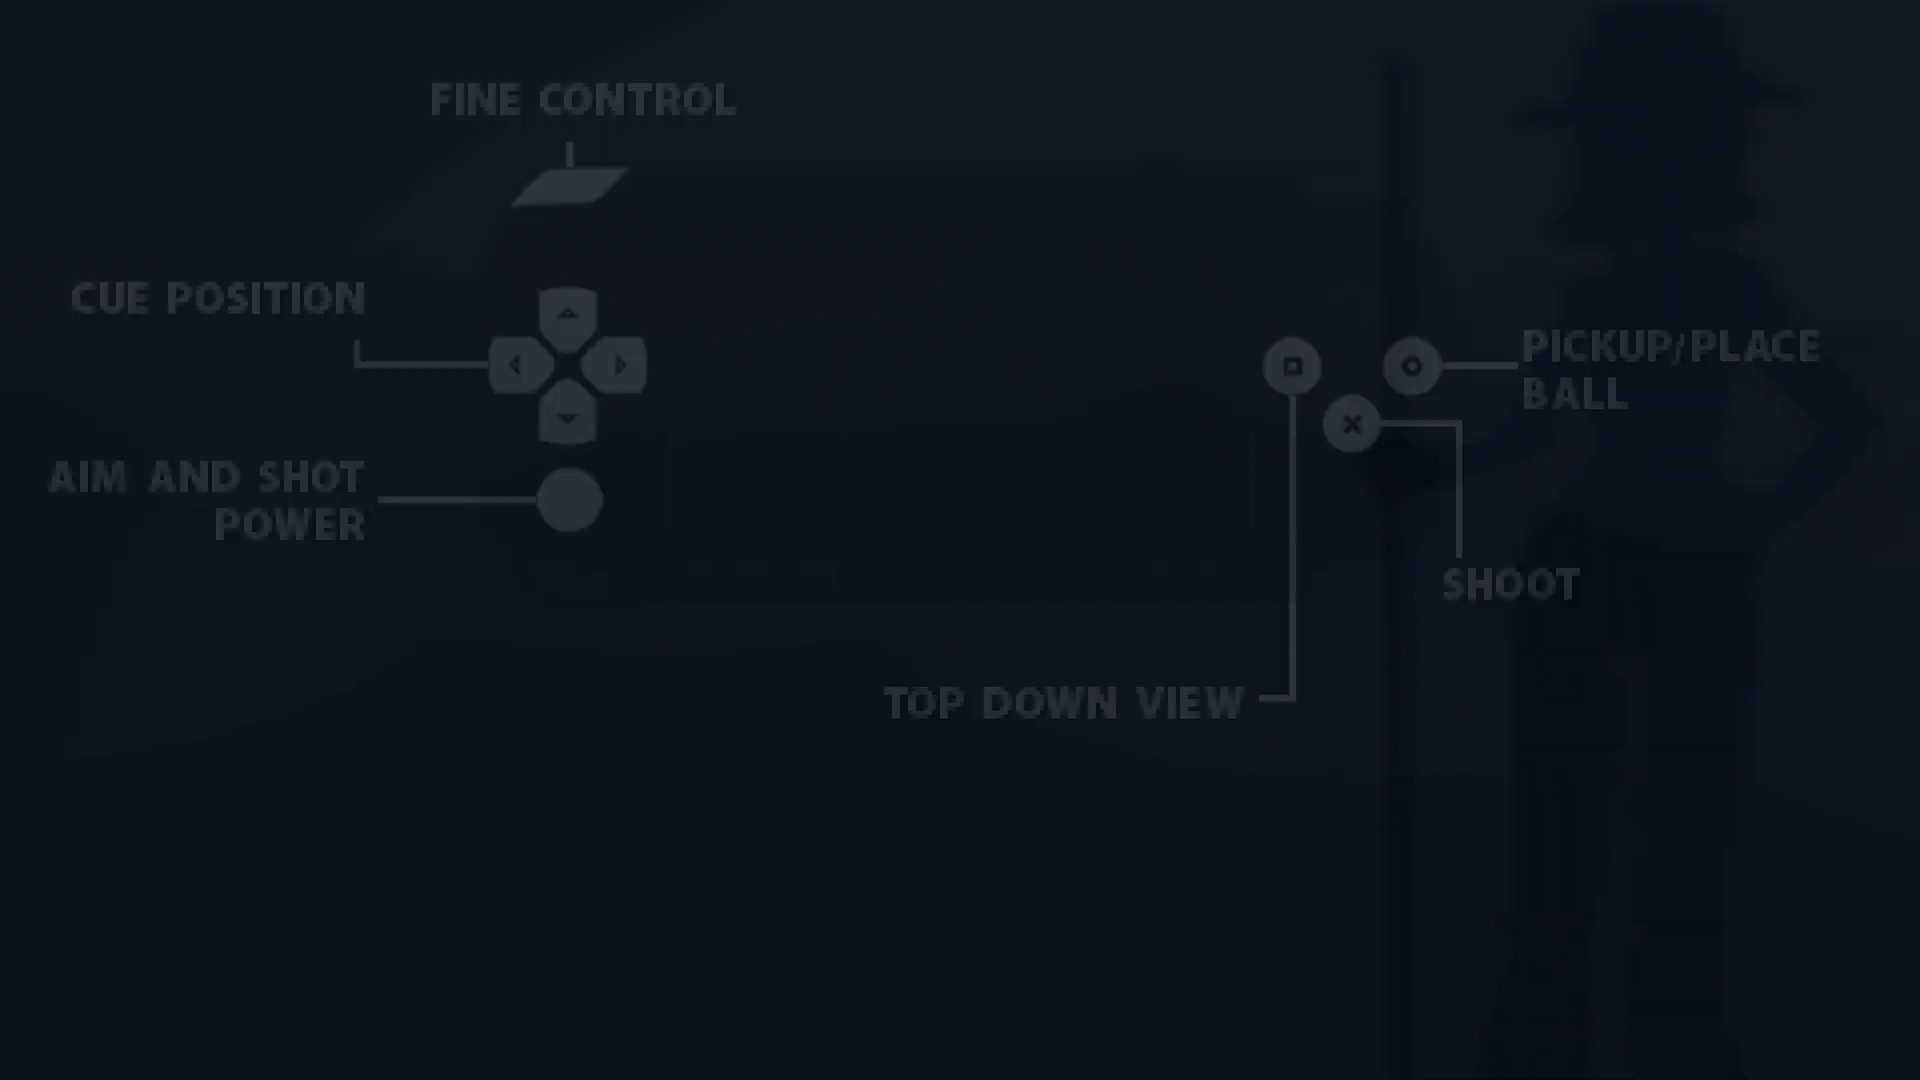 FINE CONTROL
CUE POSITION
PICKUP/PLACE
BALL
AIM AND SHOT
POWER
SHOOT
TOP DOWN VIEW